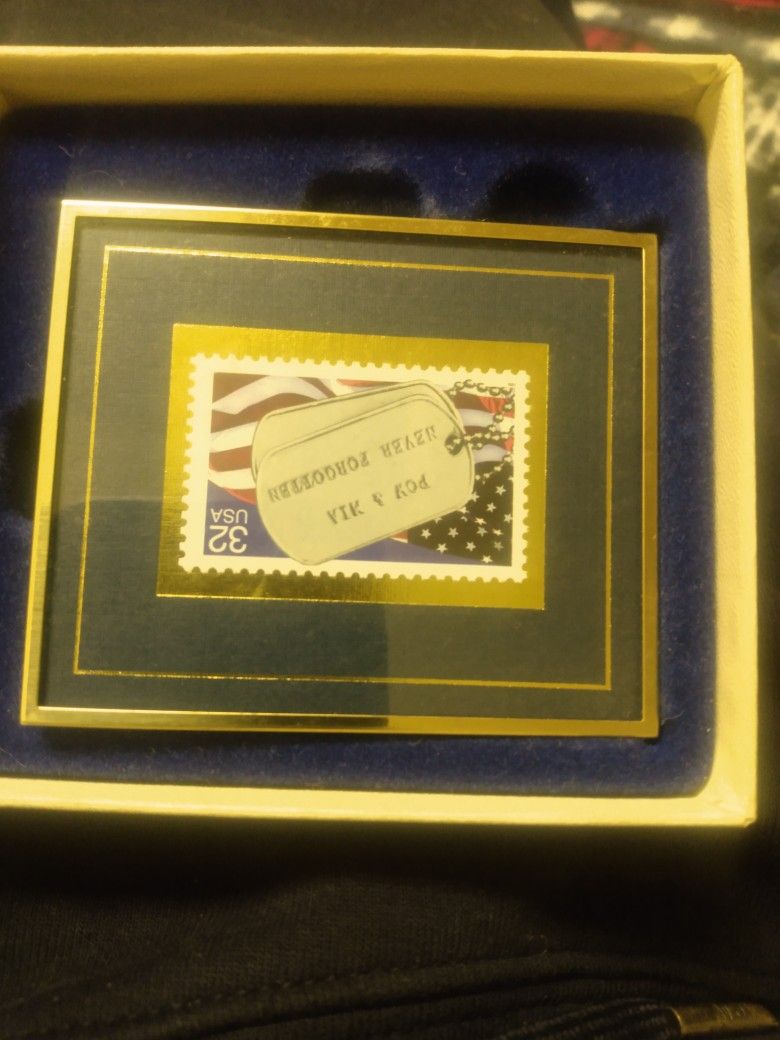 POW & MIA
NEVER FORGOTTEN
32
USA